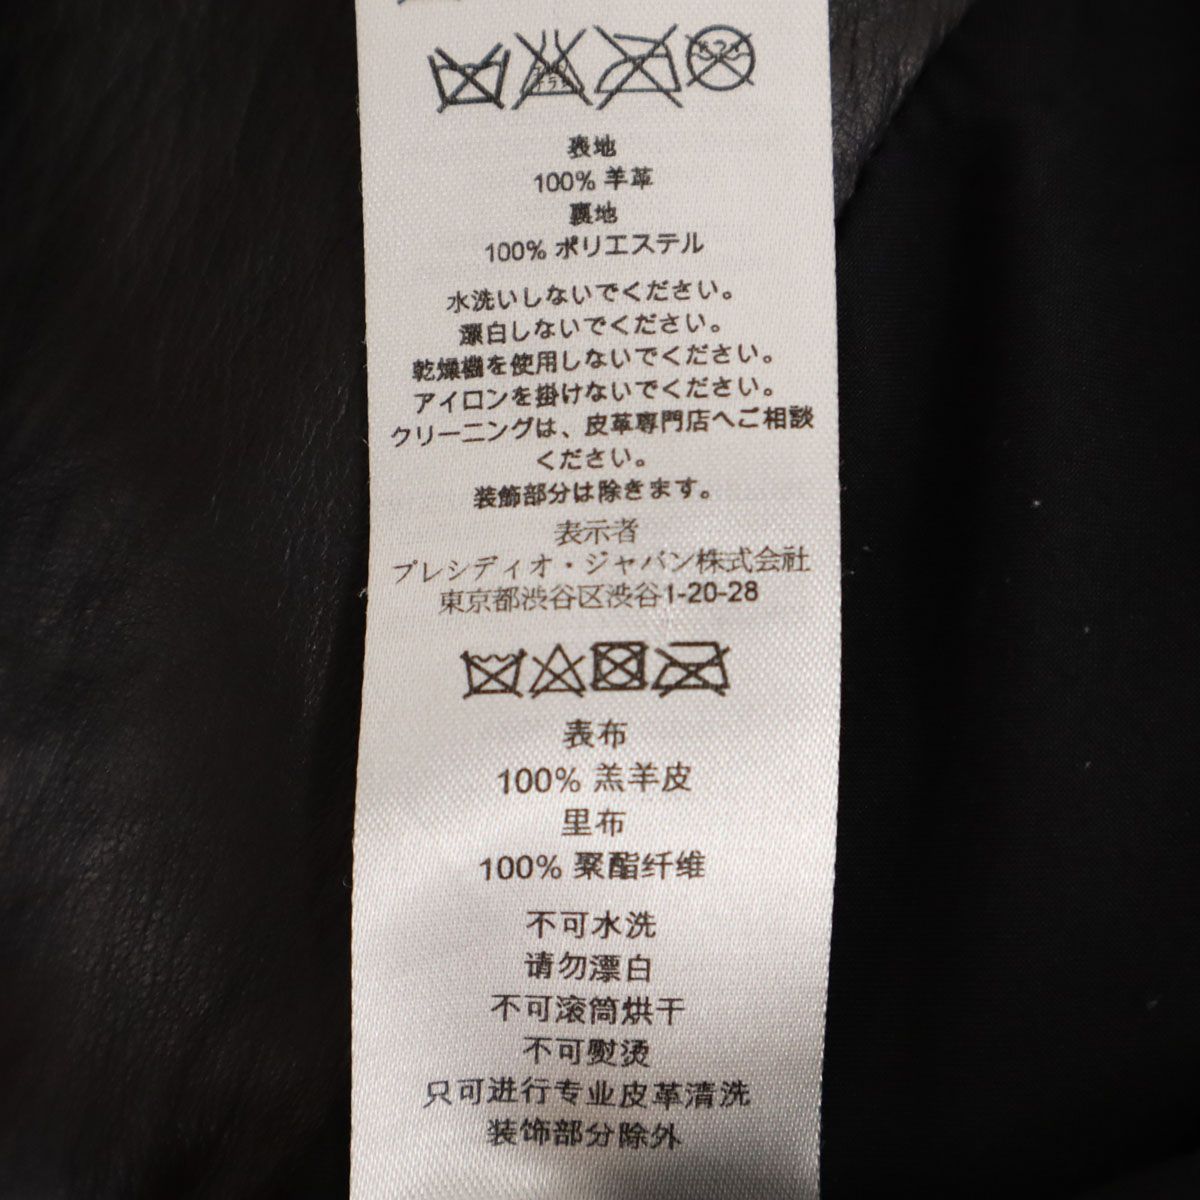 表地
100% 羊革
裏地
100% ポリエステル
水洗いしないでください。
漂白しないでください。
乾燥機を使用しないでください。
アイロンを掛けないでください。
クリーニングは、皮革専門店へご相談
ください。
装飾部分は除きます。
表示者
プレシディオ・ジャパン株式会社
東京都渋谷区渋谷1-20-28
表布
100% 羔羊皮
里布
100% 聚酯纤维
不可水洗
请勿漂白
不可滚筒烘干
不可熨烫
只可进行专业皮革清洗
装饰部分除外